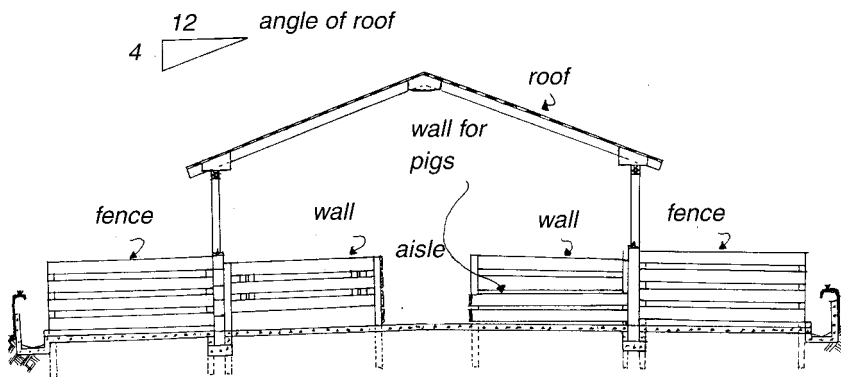 12
angle of roof
4
roof
wall for
pigs
fence
wall
aisle
wall
fence